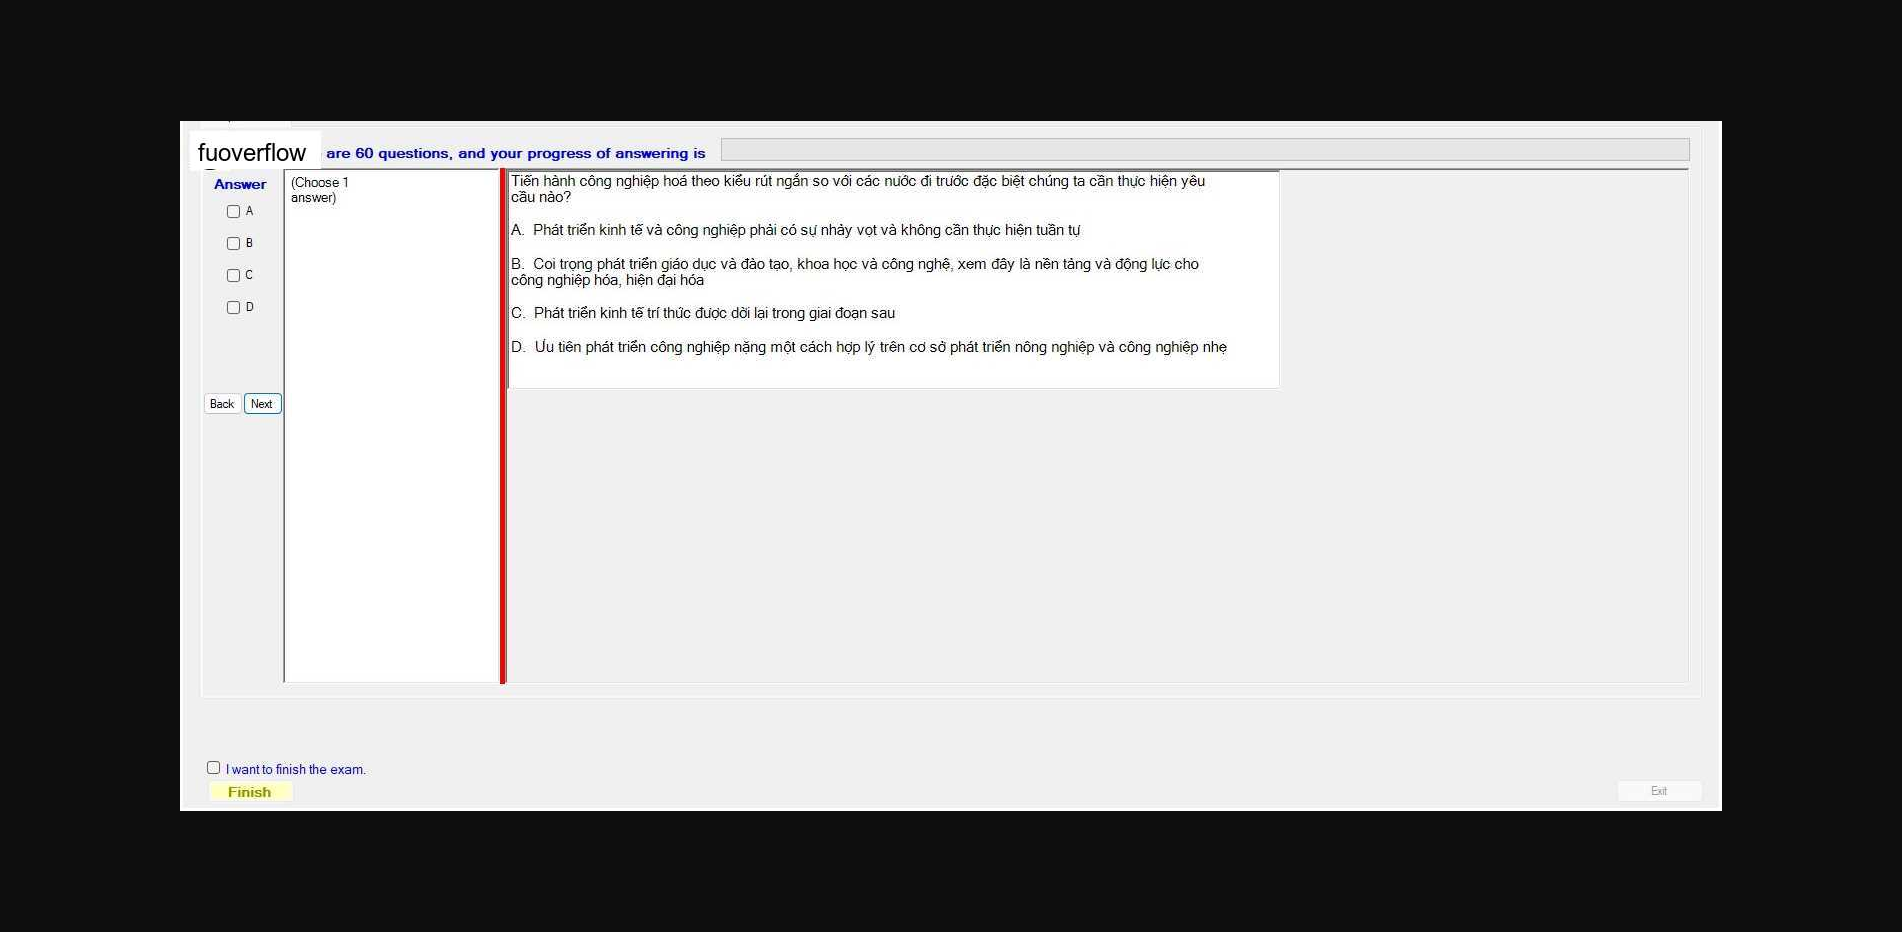 fuoverflow are 60 questions, and your progress of answering is
Answer
(Choose 1
answer)
A
B
C
D
Back Next
Tiến hành công nghiệp hoá theo kiểu rút ngắn so với các nước đi trước đặc biệt chúng ta cần thực hiện yêu
cầu nào?
A. Phát triển kinh tế và công nghiệp phải có sự nhảy vọt và không cần thực hiện tuần tự
B. Coi trọng phát triển giáo dục và đào tạo, khoa học và công nghệ, xem đây là nền tảng và động lực cho
công nghiệp hóa, hiện đại hóa
C. Phát triển kinh tế trí thức được dời lại trong giai đoạn sau
D. Ưu tiên phát triển công nghiệp nặng một cách hợp lý trên cơ sở phát triển nông nghiệp và công nghiệp nhẹ
I want to finish the exam.
Finish
Exit